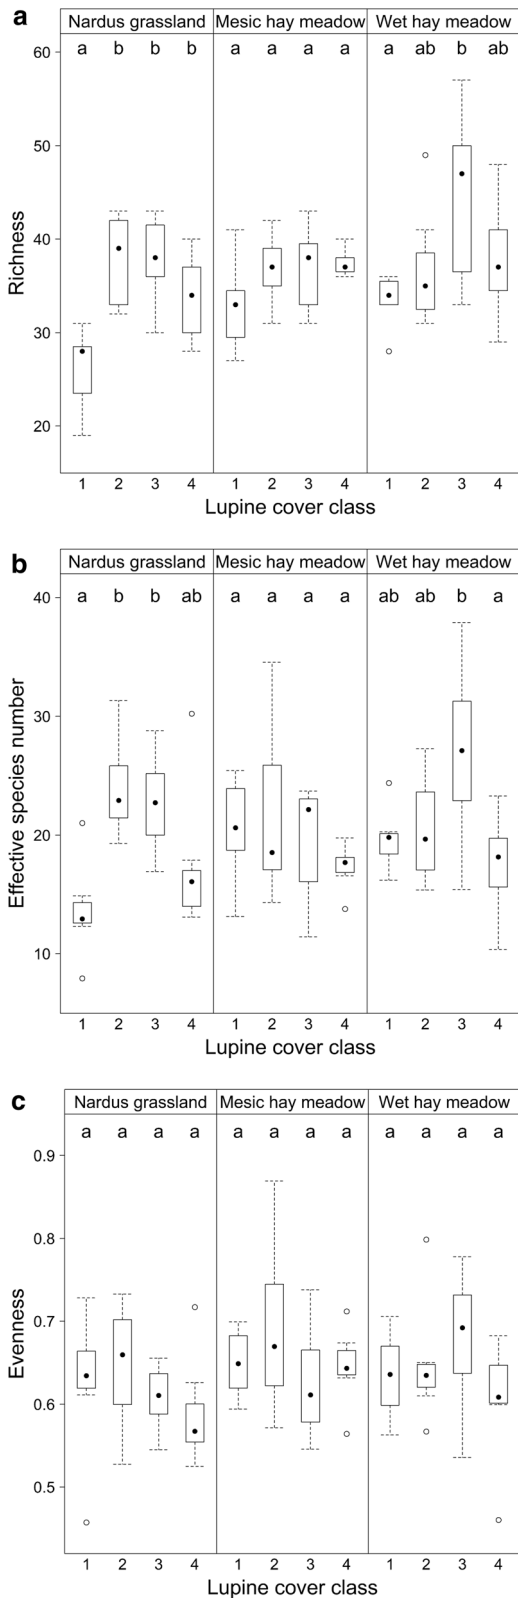 a
Nardus grassland Mesic hay meadow Wet hay meadow
a b b b a a a a a ab b ab
60
50
40
30
20
Richness
1 2 3 4 1 2 3 4 1 2 3 4
Lupine cover class
b
Nardus grassland Mesic hay meadow Wet hay meadow
a b b ab a a a a ab ab b a
40
30
20
10
Effective species number
1 2 3 4 1 2 3 4 1 2 3 4
Lupine cover class
c
Nardus grassland Mesic hay meadow Wet hay meadow
a a a a a a a a a a a a
0.9
0.8
0.7
0.6
0.5
Evenness
1 2 3 4 1 2 3 4 1 2 3 4
Lupine cover class